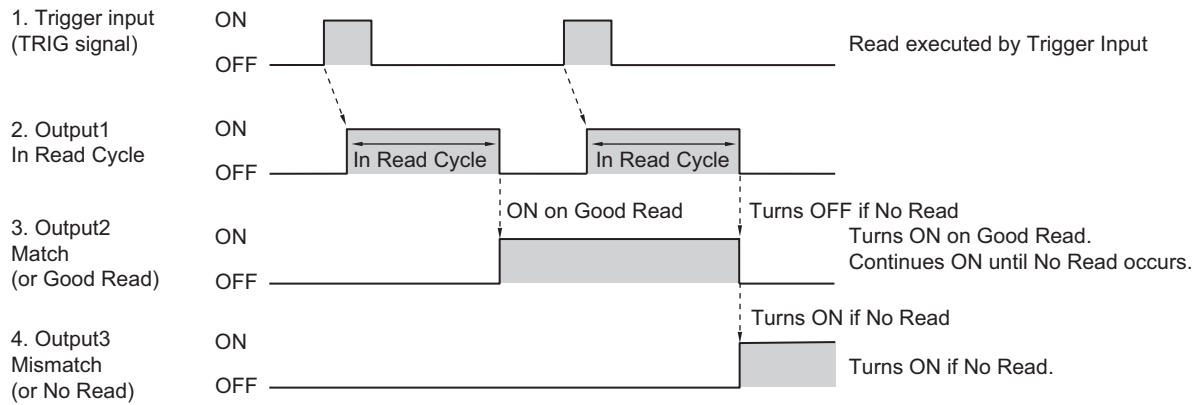 1. Trigger input
(TRIG signal)
ON
OFF
Read executed by Trigger Input
2. Output1
In Read Cycle
ON
OFF
In Read Cycle
In Read Cycle
ON on Good Read
Turns OFF if No Read
3. Output2
Match
(or Good Read)
ON
OFF
Turns ON on Good Read.
Continues ON until No Read occurs.
Turns ON if No Read
4. Output3
Mismatch
(or No Read)
ON
OFF
Turns ON if No Read.